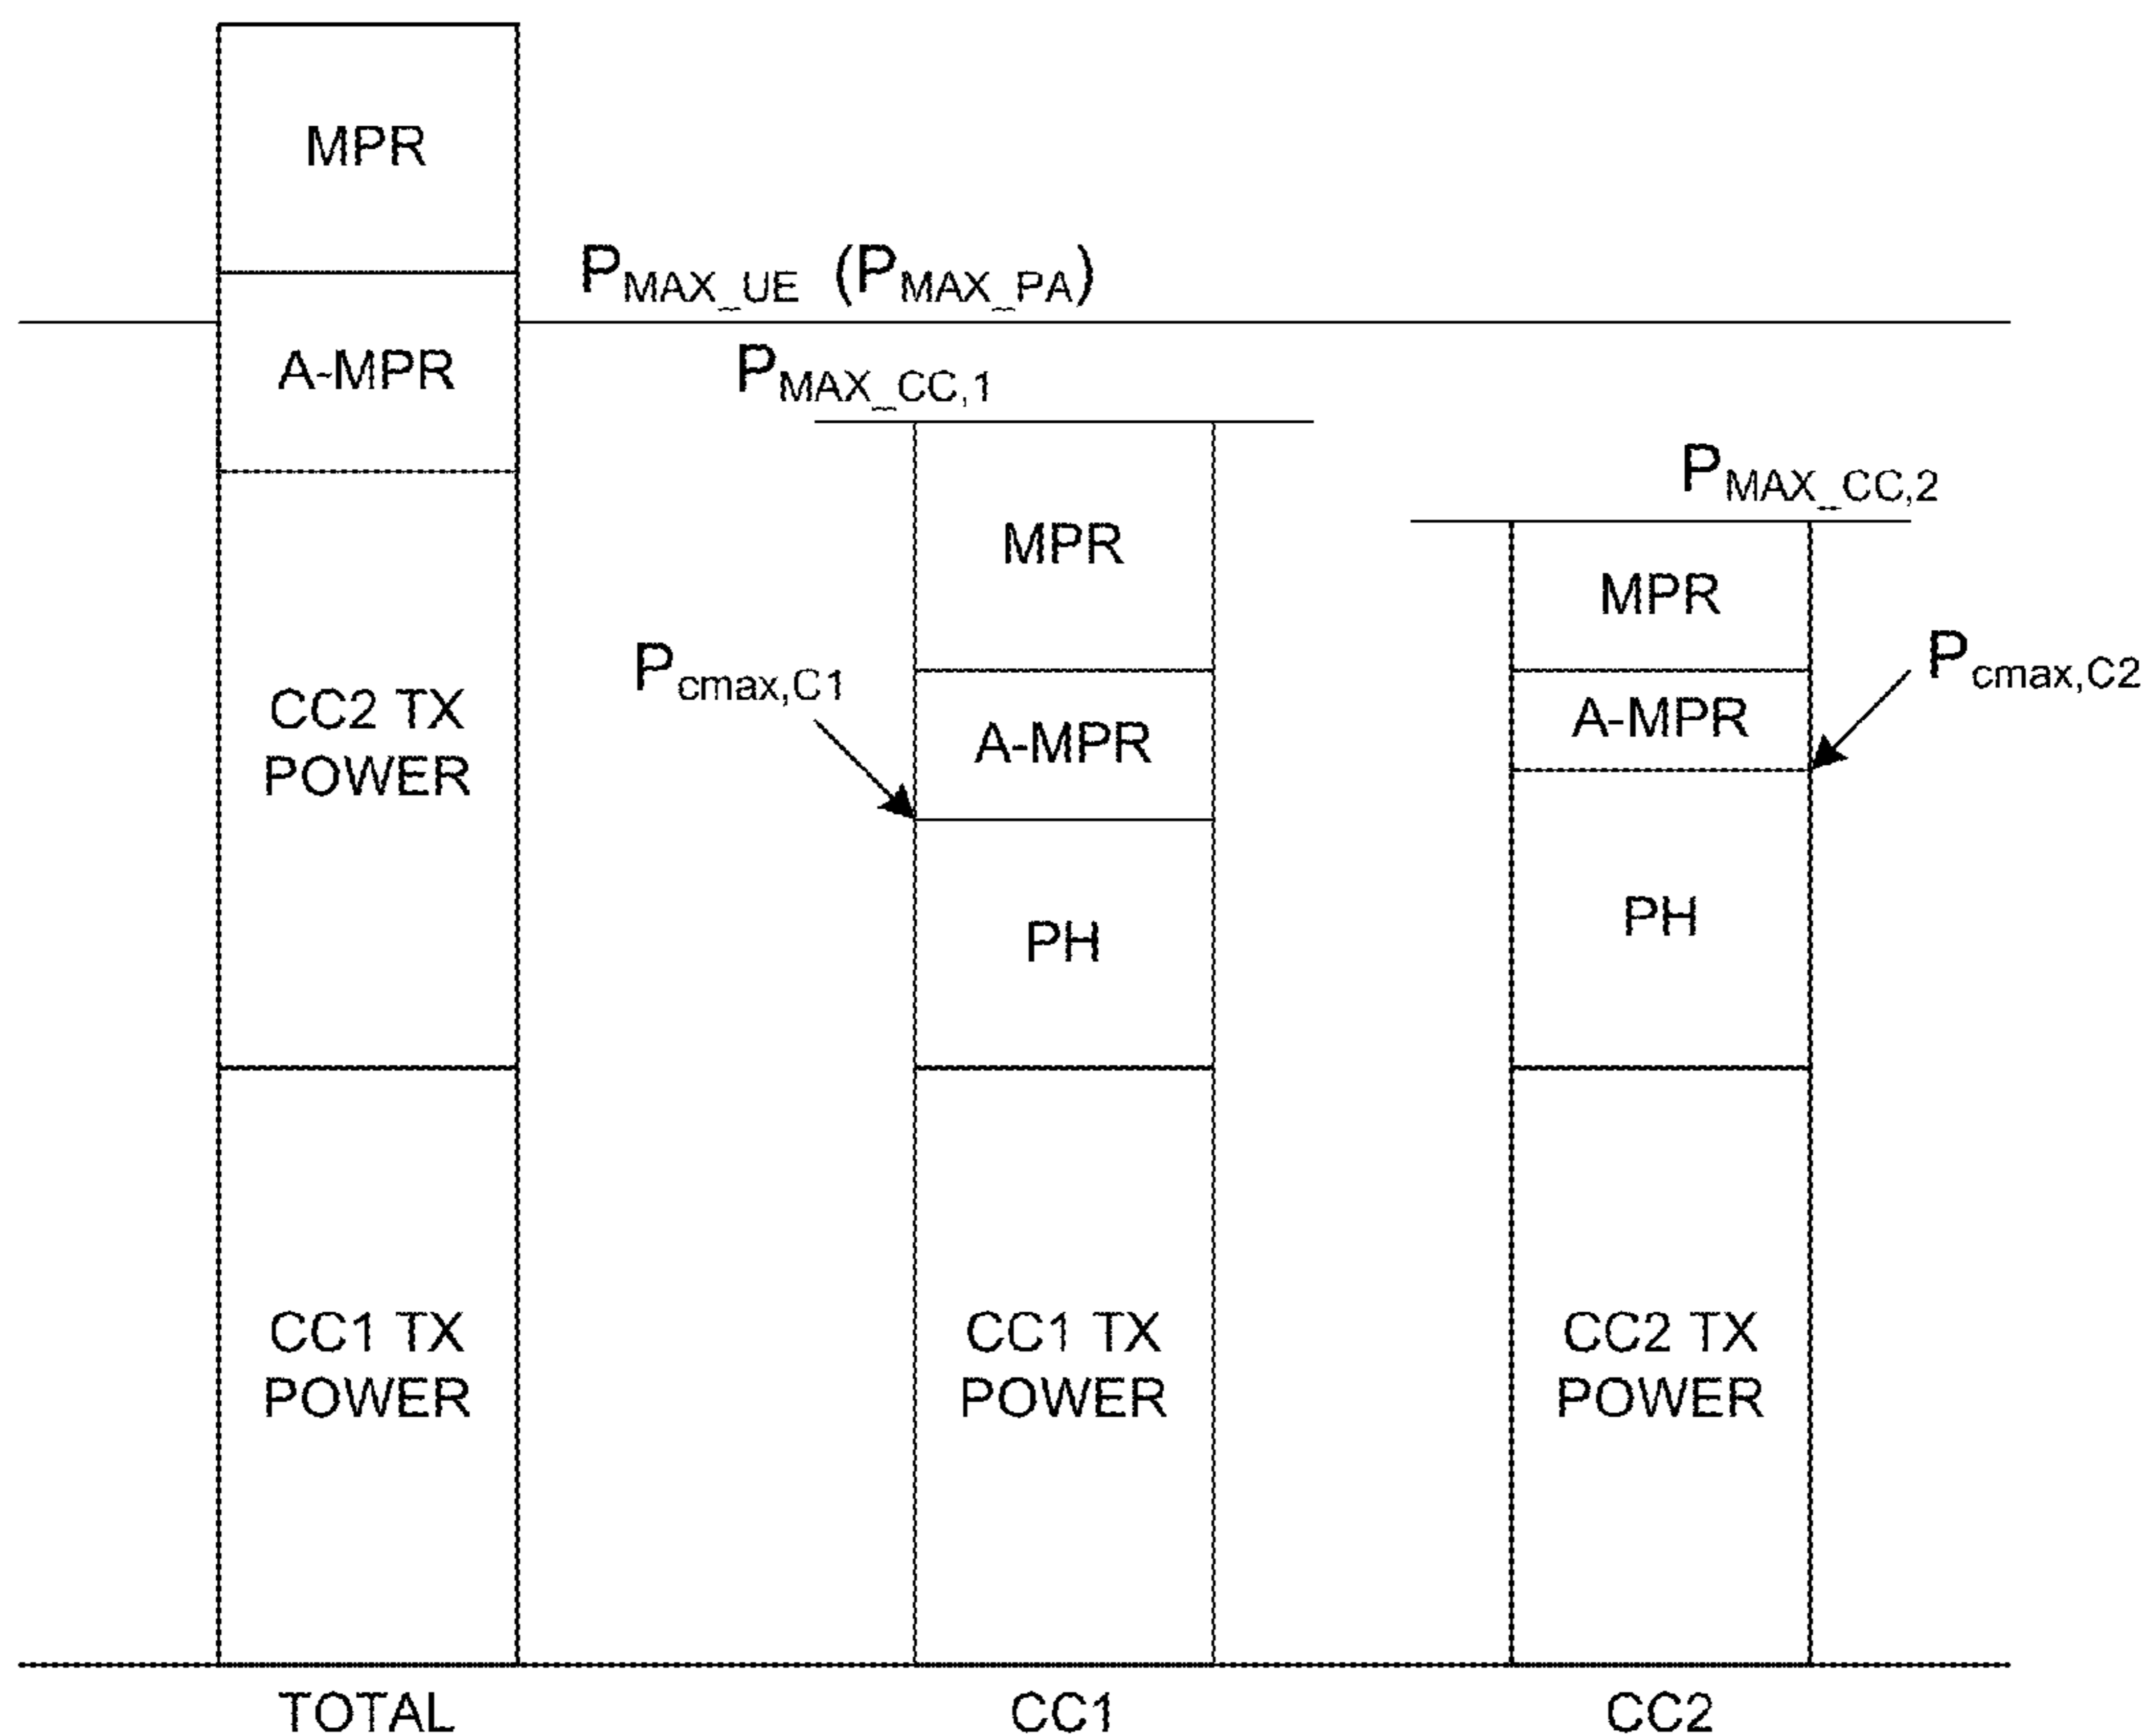 MPR
P_MAX_UE (P_MAX_PA)
A-MPR
P_MAX_CC,1
P_MAX_CC,2
MPR
MPR
P_cmax,C1
P_cmax,C2
CC2 TX
POWER
A-MPR
A-MPR
PH
PH
CC1 TX
POWER
CC1 TX
POWER
CC2 TX
POWER
TOTAL
CC1
CC2